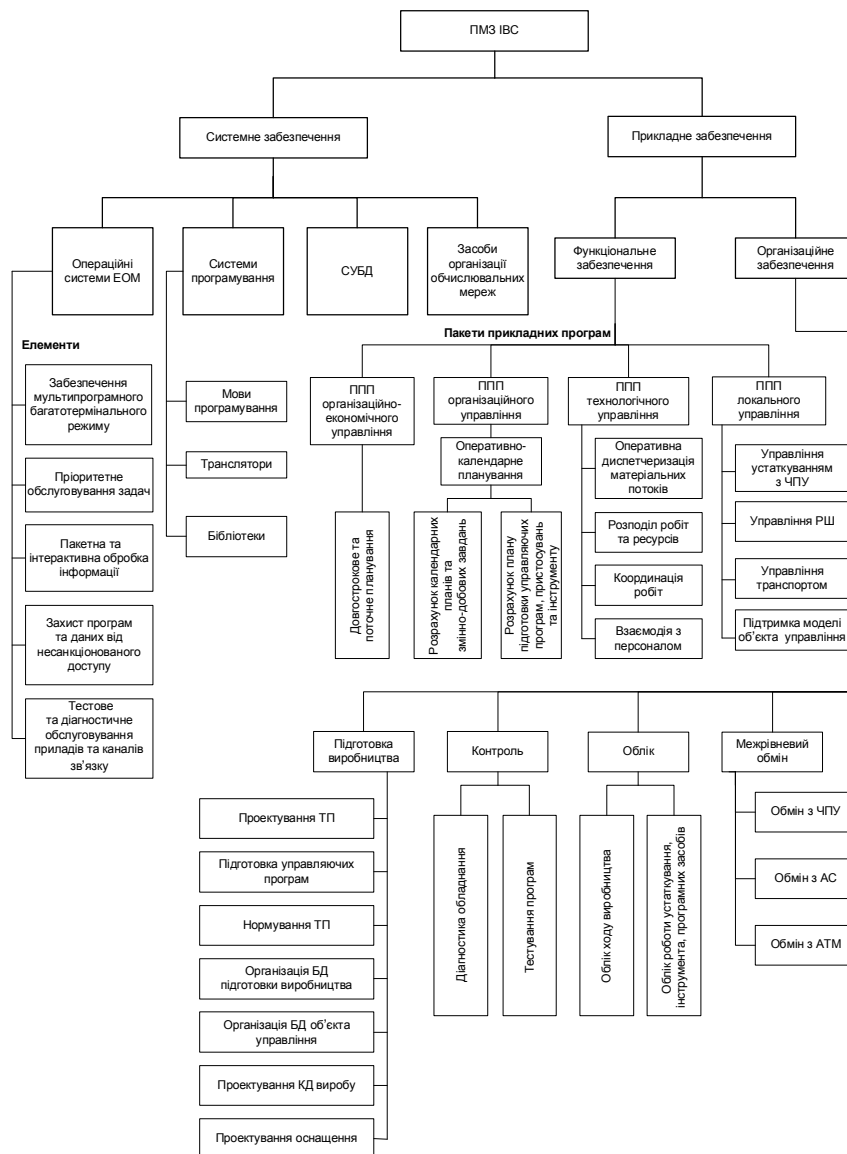 ПМЗ ІВС
Системне забезпечення
Прикладне забезпечення
Операційні
системи ЕОМ
Системи
програмування
СУБД
Засоби
організації
обчислювальних
мереж
Функціональне
забезпечення
Організаційне
забезпечення
Елементи
Забезпечення
мультипрограмного
багатотермінального
режиму
Пріоритетне
обслуговування задач
Пакетна та
інтерактивна обробка
інформації
Захист програм
та даних від
несанкціонованого
доступу
Тестове
та діагностичне
обслуговування
приладів та каналів
зв’язку
Мови
програмування
Транслятори
Бібліотеки
Пакети прикладних програм
ППП
організаційно-
економічного
управління
Довгострокове та
поточне планування
ППП
організаційного
управління
Оперативно-
календарне
планування
Розрахунок календарних
планів та
змінно-добових завдань
Розрахунок плану
підготовки управляючих
програм, пристосувань
та інструменту
ППП
технологічного
управління
Оперативна
диспетчеризація
матеріальних
потоків
Розподіл робіт
та ресурсів
Координація
робіт
Взаємодія з
персоналом
ППП
локального
управління
Управління
устаткуванням
з ЧПУ
Управління РШ
Управління
транспортом
Підтримка моделі
об’єкта управління
Підготовка
виробництва
Проектування ТП
Підготовка управляючих
програм
Нормування ТП
Організація БД
підготовки виробництва
Організація БД об’єкта
управління
Проектування КД виробу
Проектування оснащення
Контроль
Діагностика обладнання
Тестування програм
Облік
Облік ходу виробництва
Облік роботи устаткування,
інструмента, програмних засобів
Межрівневий
обмін
Обмін з ЧПУ
Обмін з АС
Обмін з АТМ